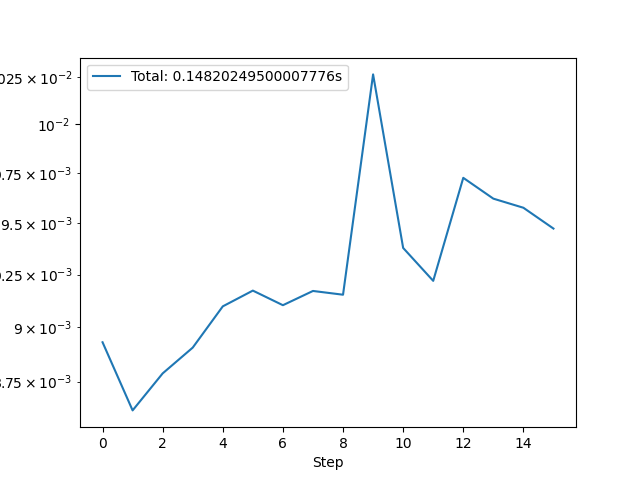 Total: 0.14820249500007776s
025 × 10⁻²
10⁻²
.75 × 10⁻³
9.5 × 10⁻³
.25 × 10⁻³
9 × 10⁻³
.75 × 10⁻³
0 2 4 6 8 10 12 14
Step